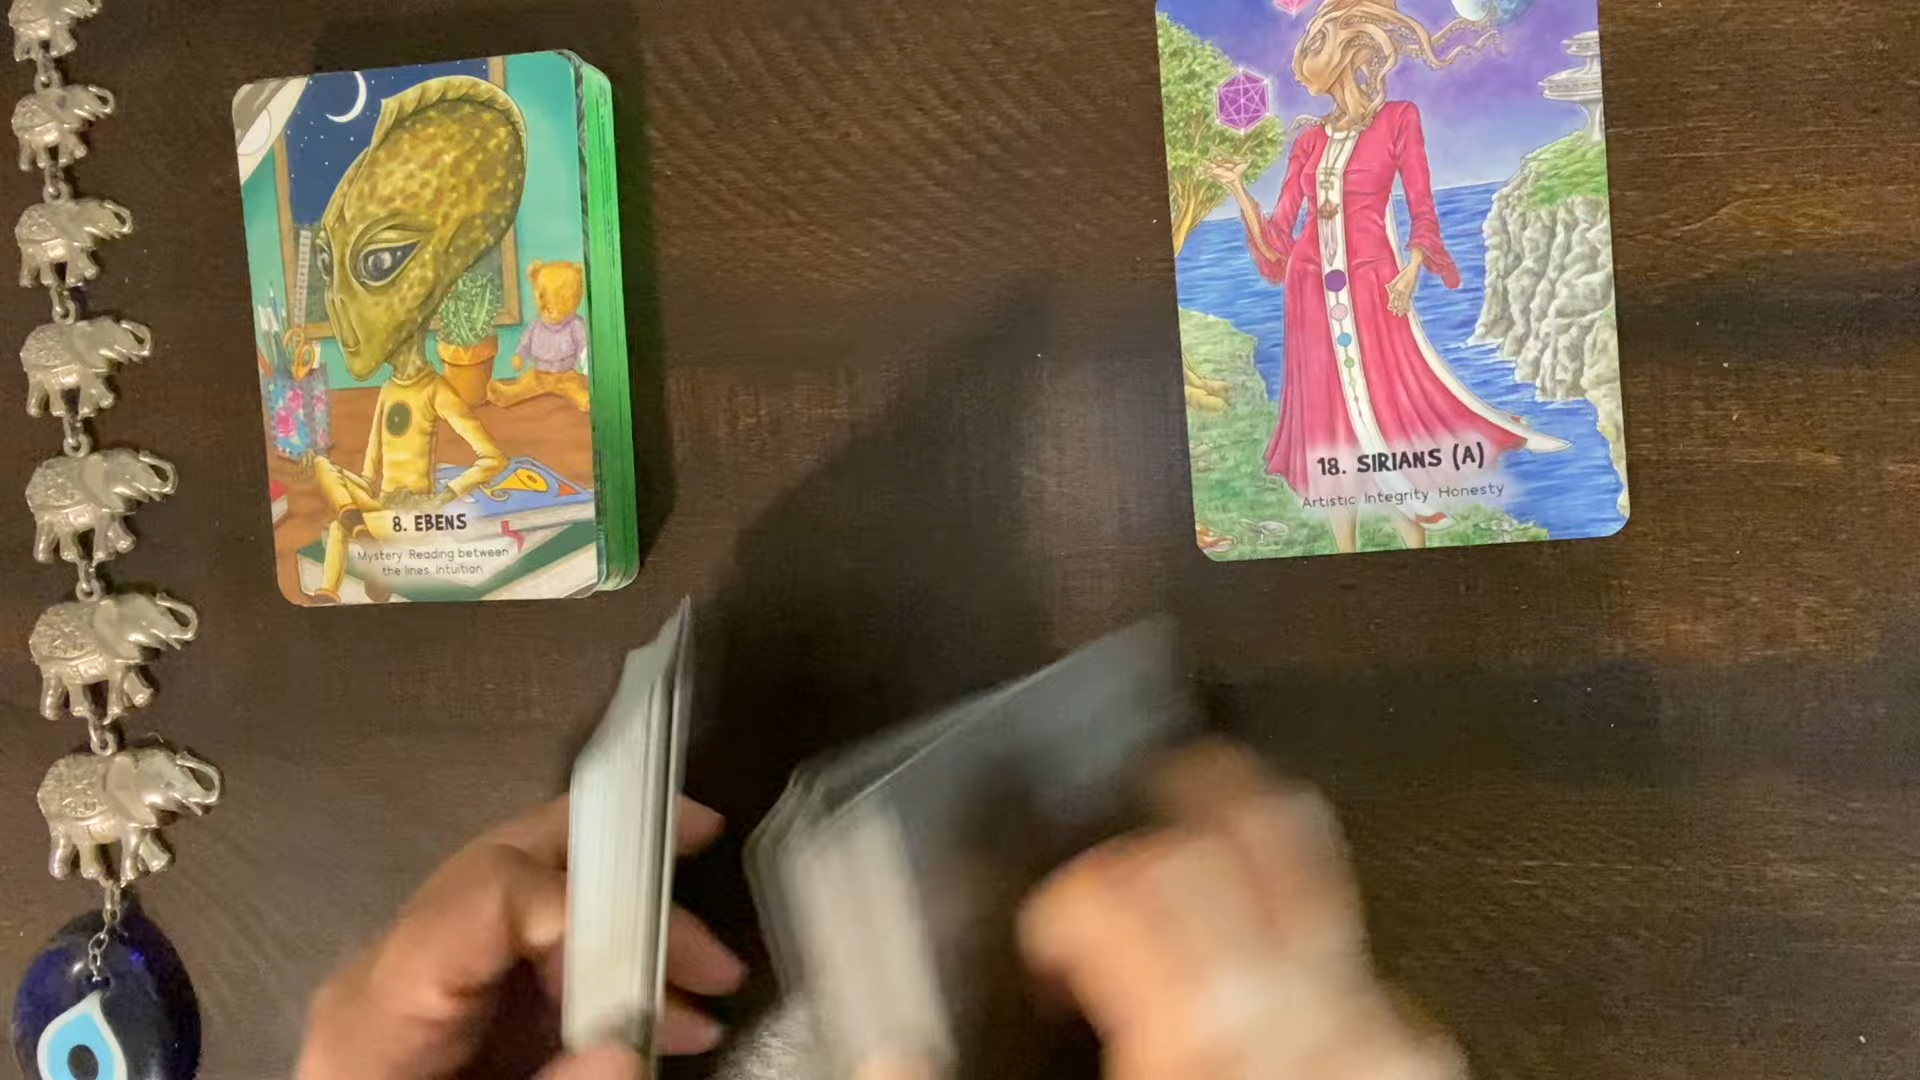 8. EBENS
Mystery Reading between
the lines. Intuition
18. SIRIANS (A)
Artistic Integrity Honesty